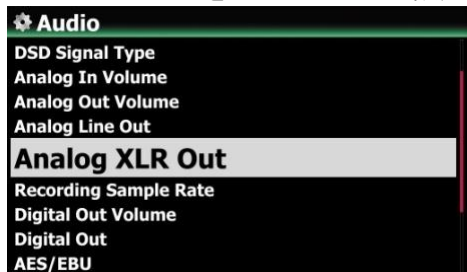 Audio
DSD Signal Type
Analog In Volume
Analog Out Volume
Analog Line Out
Analog XLR Out
Recording Sample Rate
Digital Out Volume
Digital Out
AES/EBU